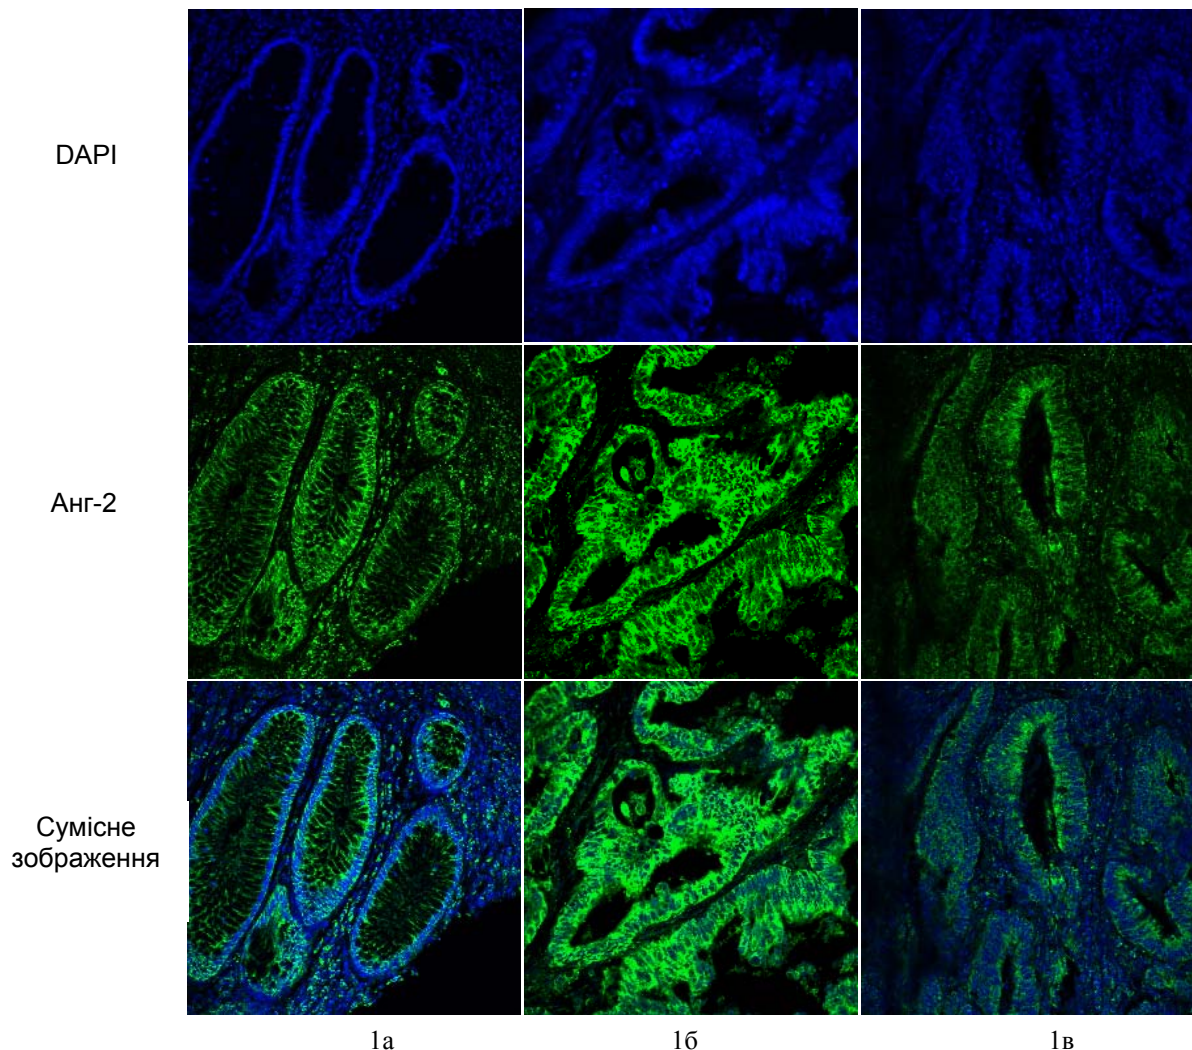 DAPI
Анг-2
Сумісне
зображення
1а
1б
1в